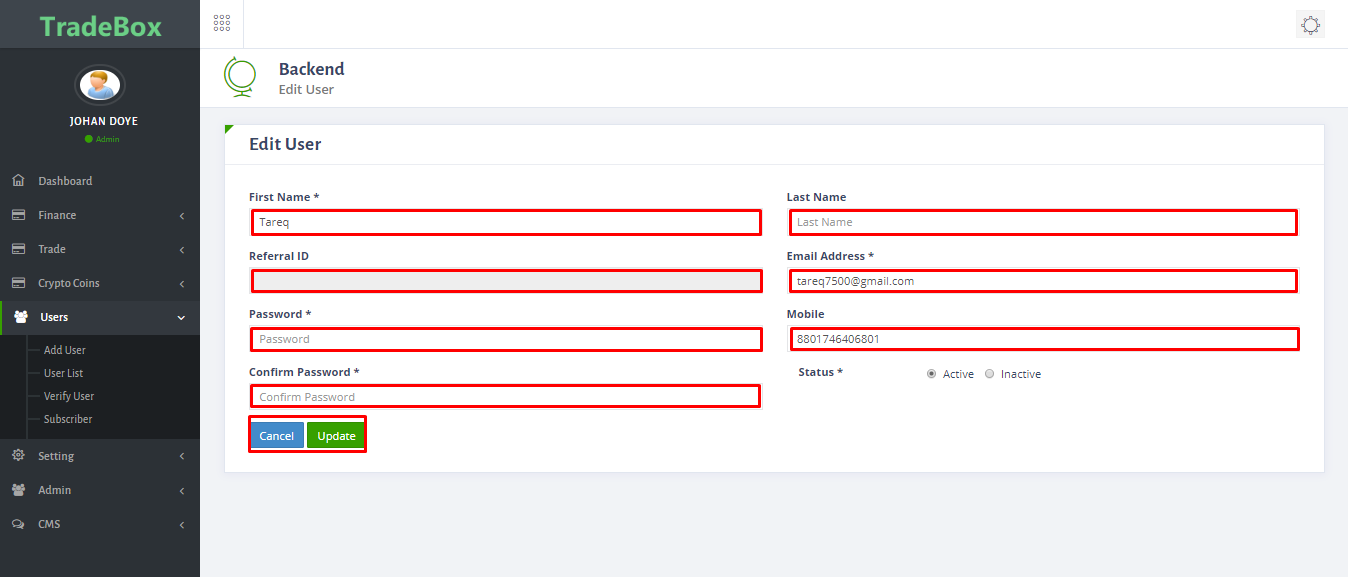 TradeBox
JOHAN DOYE
Admin
Dashboard
Finance
Trade
Crypto Coins
Users
Add User
User List
Verify User
Subscriber
Setting
Admin
CMS
Backend
Edit User
Edit User
First Name *
Tareq
Last Name
Last Name
Referral ID
Email Address *
tareq7500@gmail.com
Password *
Password
Mobile
8801746406801
Confirm Password *
Confirm Password
Status *
Active Inactive
Cancel Update